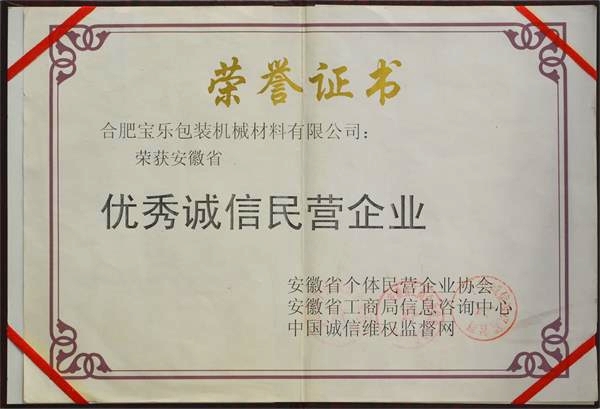 荣誉证书
合肥宝乐包装机械材料有限公司：
荣获安徽省
优秀诚信民营企业
安徽省个体民营企业协会
安徽省工商局信息咨询中心
中国诚信维权监督网